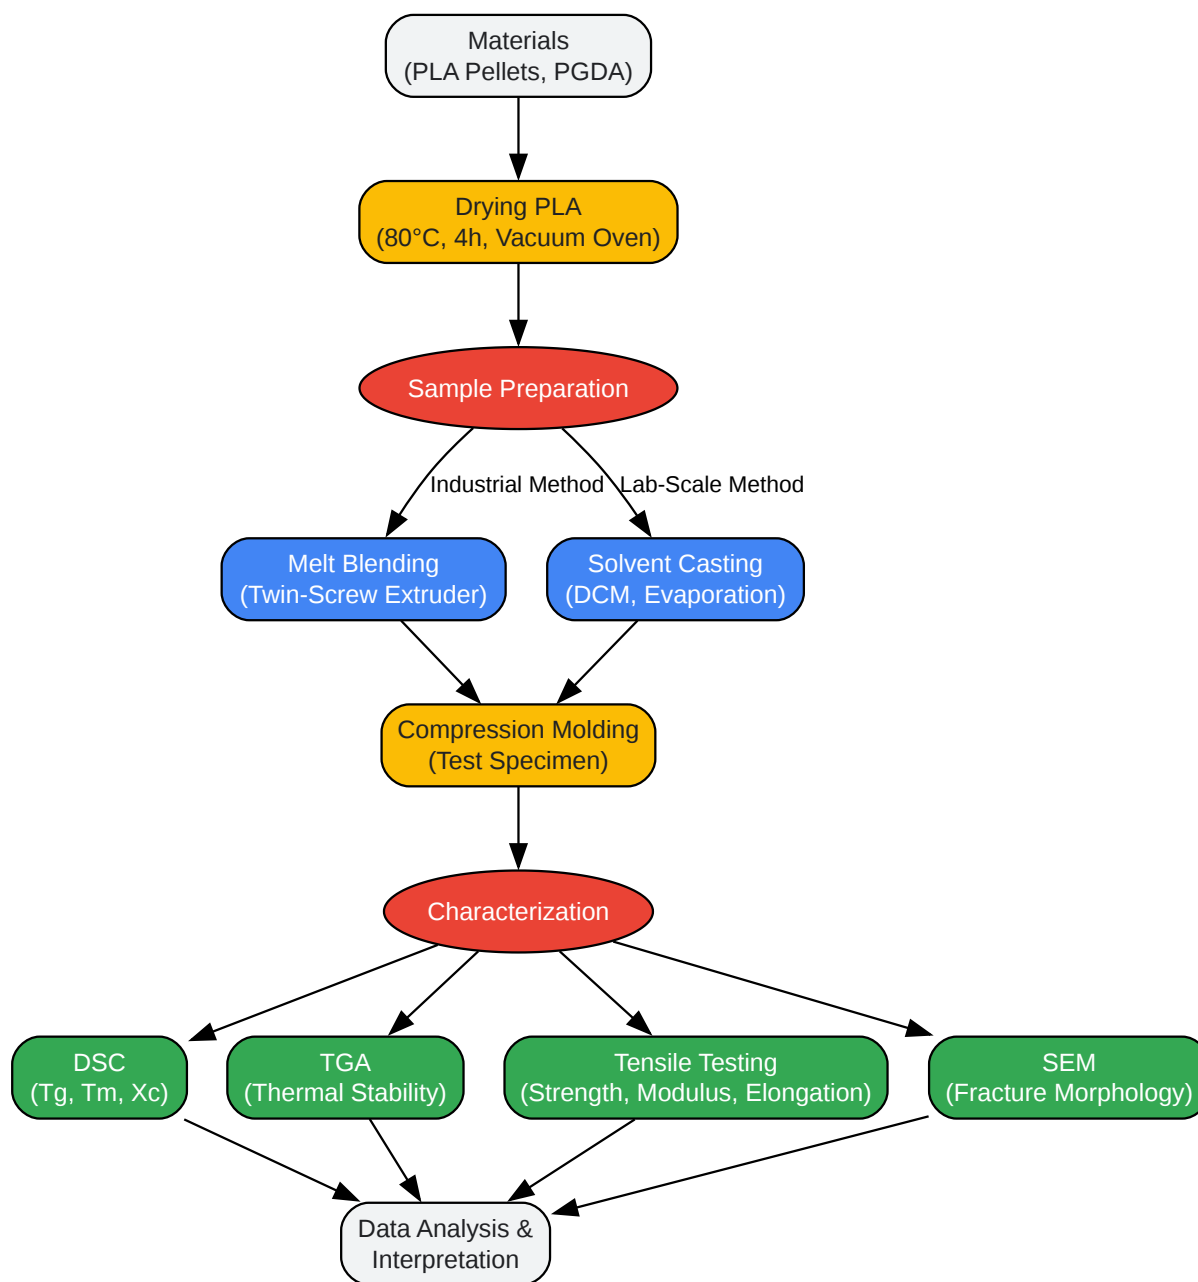 Materials
(PLA Pellets, PGDA)
Drying PLA
(80°C, 4h, Vacuum Oven)
Sample Preparation
Industrial Method
Lab-Scale Method
Melt Blending
(Twin-Screw Extruder)
Solvent Casting
(DCM, Evaporation)
Compression Molding
(Test Specimen)
Characterization
DSC
(Tg, Tm, Xc)
TGA
(Thermal Stability)
Tensile Testing
(Strength, Modulus, Elongation)
SEM
(Fracture Morphology)
Data Analysis &
Interpretation